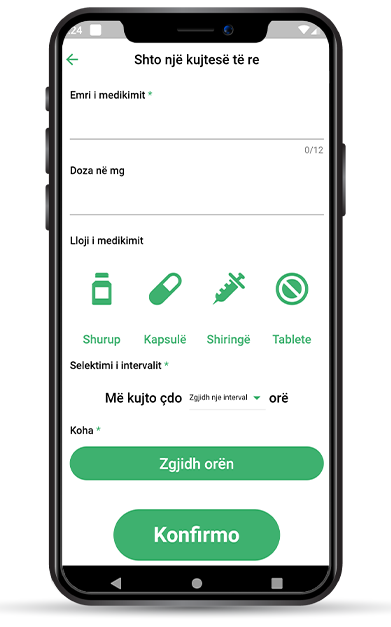 24
Shto një kujtesë të re
Emri i medikimit *
0/12
Doza në mg
Lloji i medikimit
Shurup Kapsulë Shiringë Tablete
Selektimi i intervalit *
Më kujto çdo Zgjidh nje interval orë
Koha *
Zgjidh orën
Konfirmo